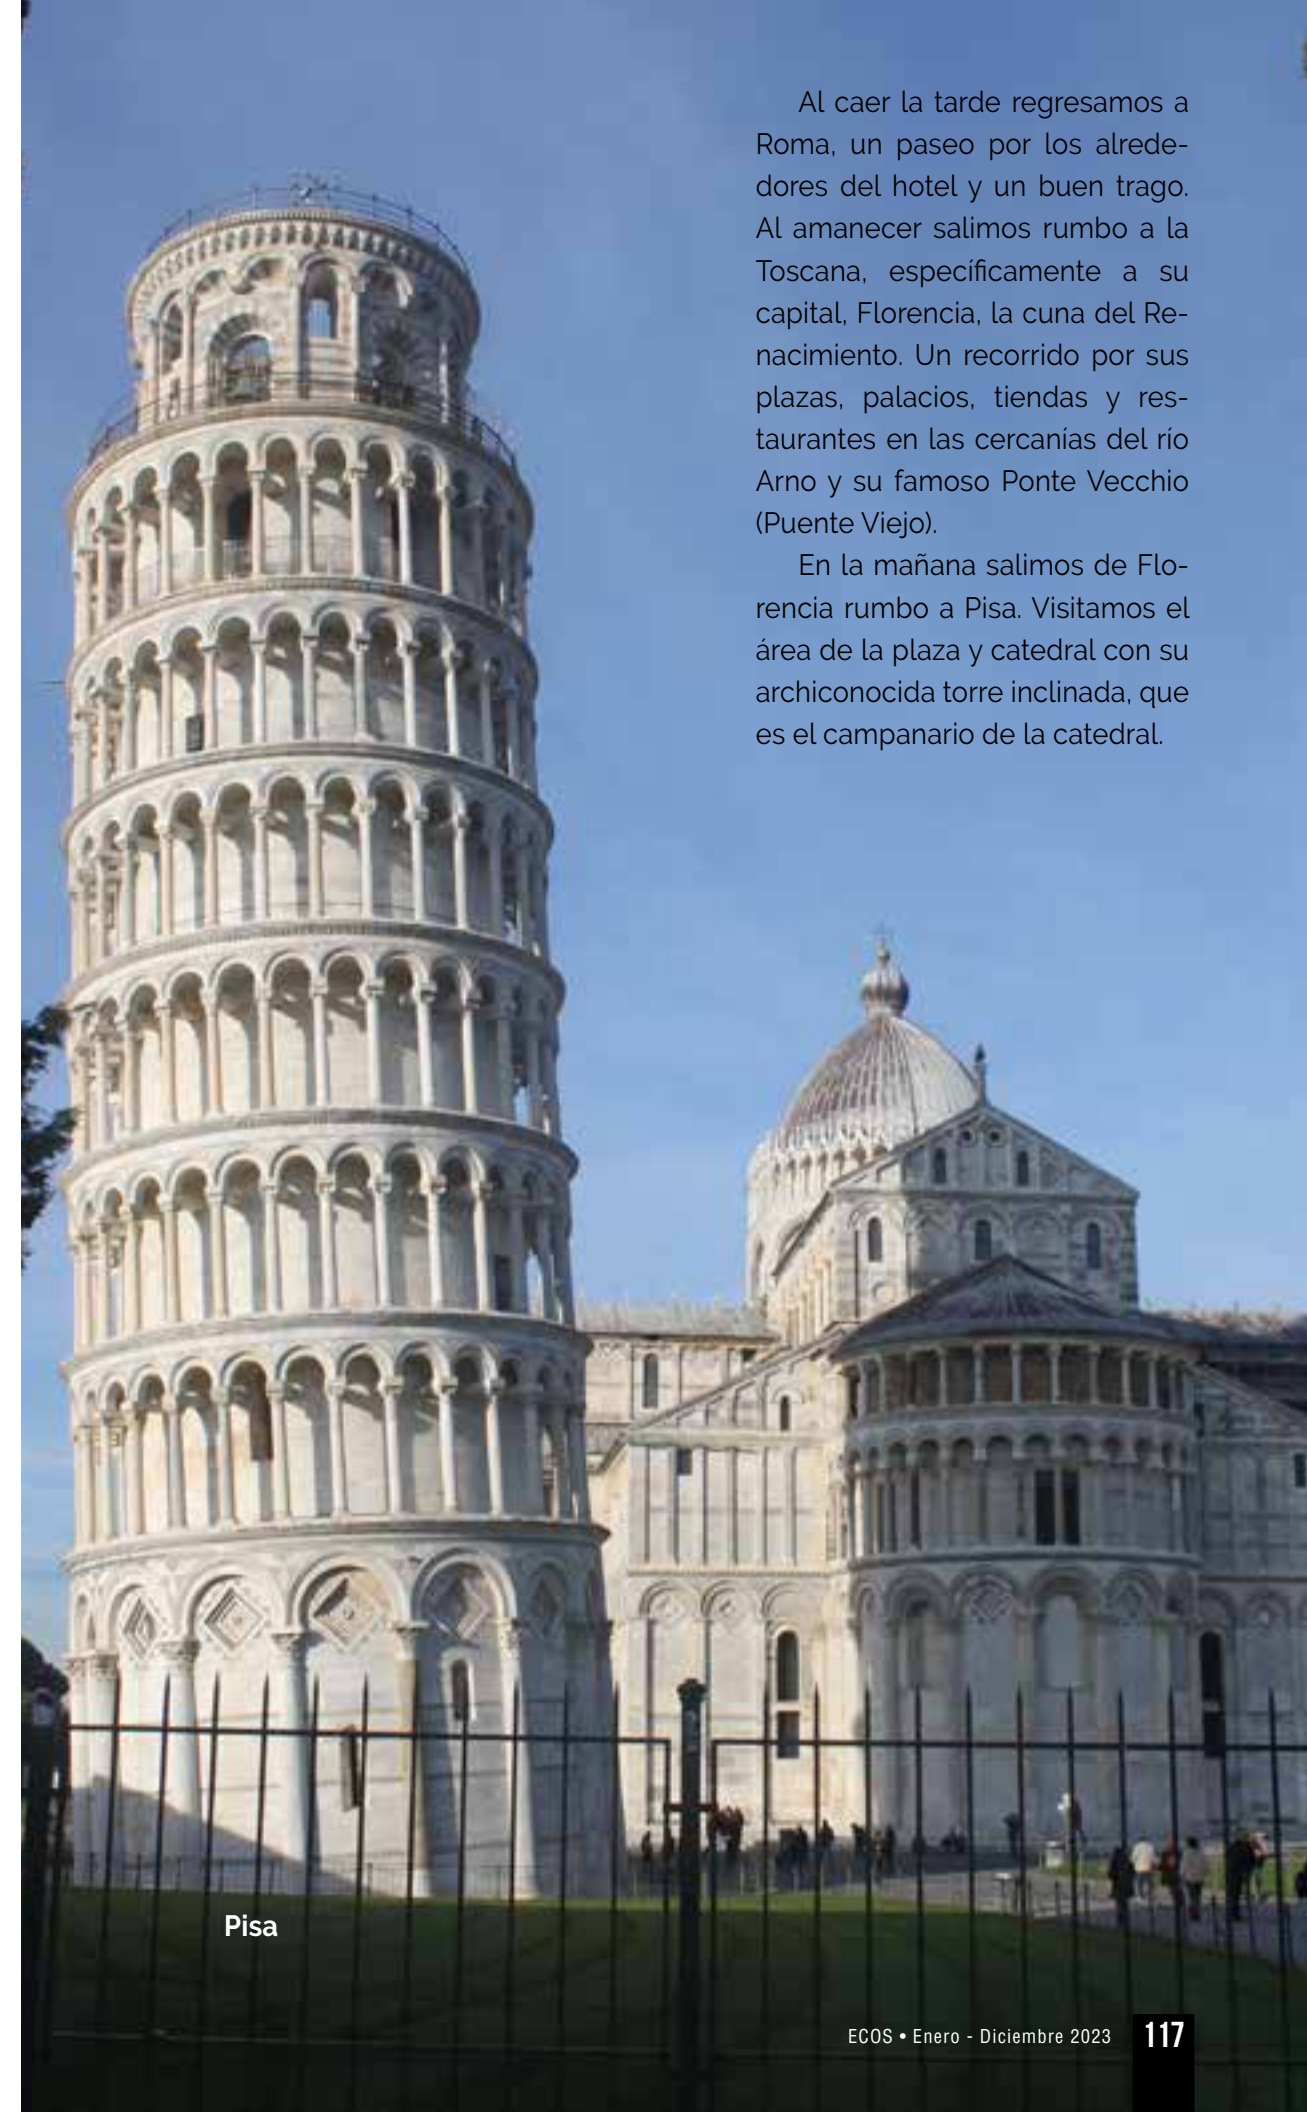 Al caer la tarde regresamos a
Roma, un paseo por los alrede-
dores del hotel y un buen trago.
Al amanecer salimos rumbo a la
Toscana, específicamente a su
capital, Florencia, la cuna del Re-
nacimiento. Un recorrido por sus
plazas, palacios, tiendas y res-
taurantes en las cercanías del río
Arno y su famoso Ponte Vecchio
(Puente Viejo).
En la mañana salimos de Flo-
rencia rumbo a Pisa. Visitamos el
área de la plaza y catedral con su
archiconocida torre inclinada, que
es el campanario de la catedral.
Pisa
ECOS • Enero - Diciembre 2023 117